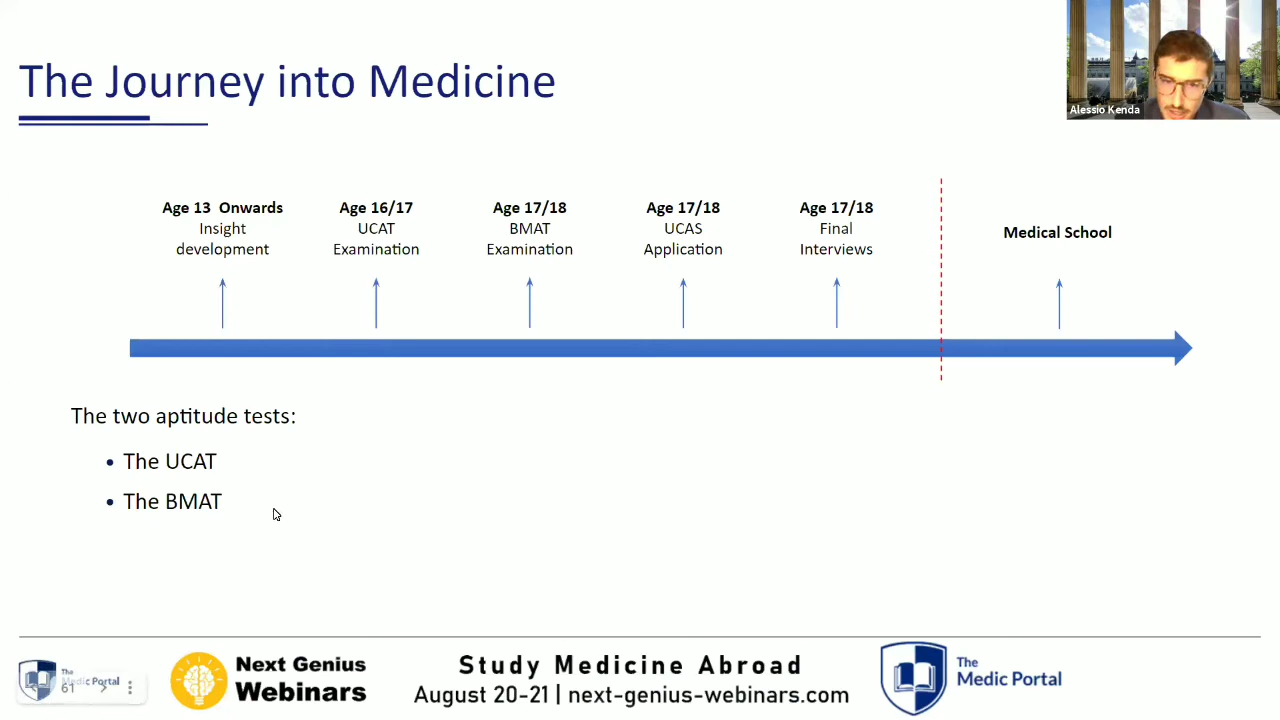 The Journey into Medicine
Alessio Kenda
Age 13 Onwards
Insight
development
Age 16/17
UCAT
Examination
Age 17/18
BMAT
Examination
Age 17/18
UCAS
Application
Age 17/18
Final
Interviews
Medical School
The two aptitude tests:
• The UCAT
• The BMAT
The
Medic Portal
61
Next Genius
Webinars
Study Medicine Abroad
August 20-21 | next-genius-webinars.com
The
Medic Portal